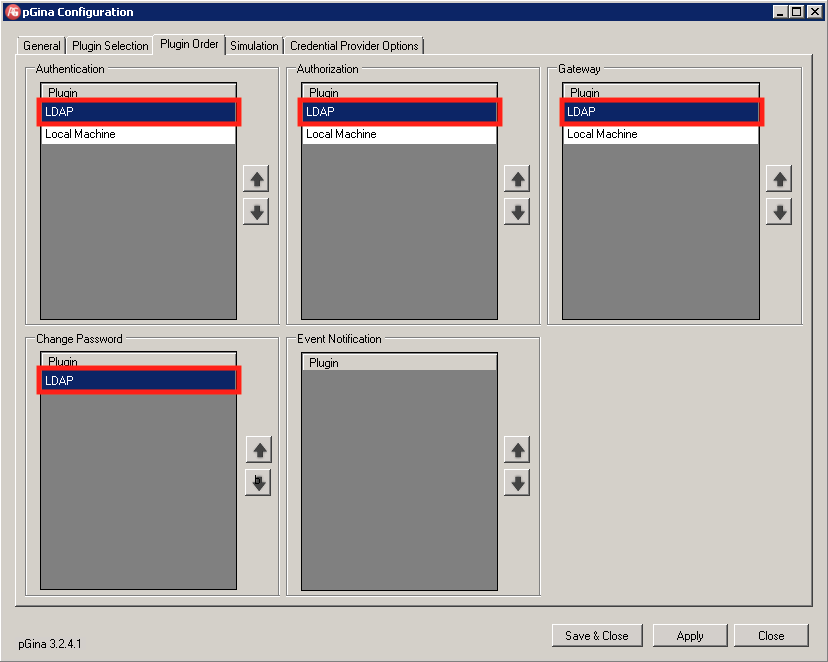 pGina Configuration
General Plugin Selection Plugin Order Simulation Credential Provider Options
Authentication
Plugin
LDAP
Local Machine
Authorization
Plugin
LDAP
Local Machine
Gateway
Plugin
LDAP
Local Machine
Change Password
Plugin
LDAP
Event Notification
Plugin
pGina 3.2.4.1
Save & Close Apply Close